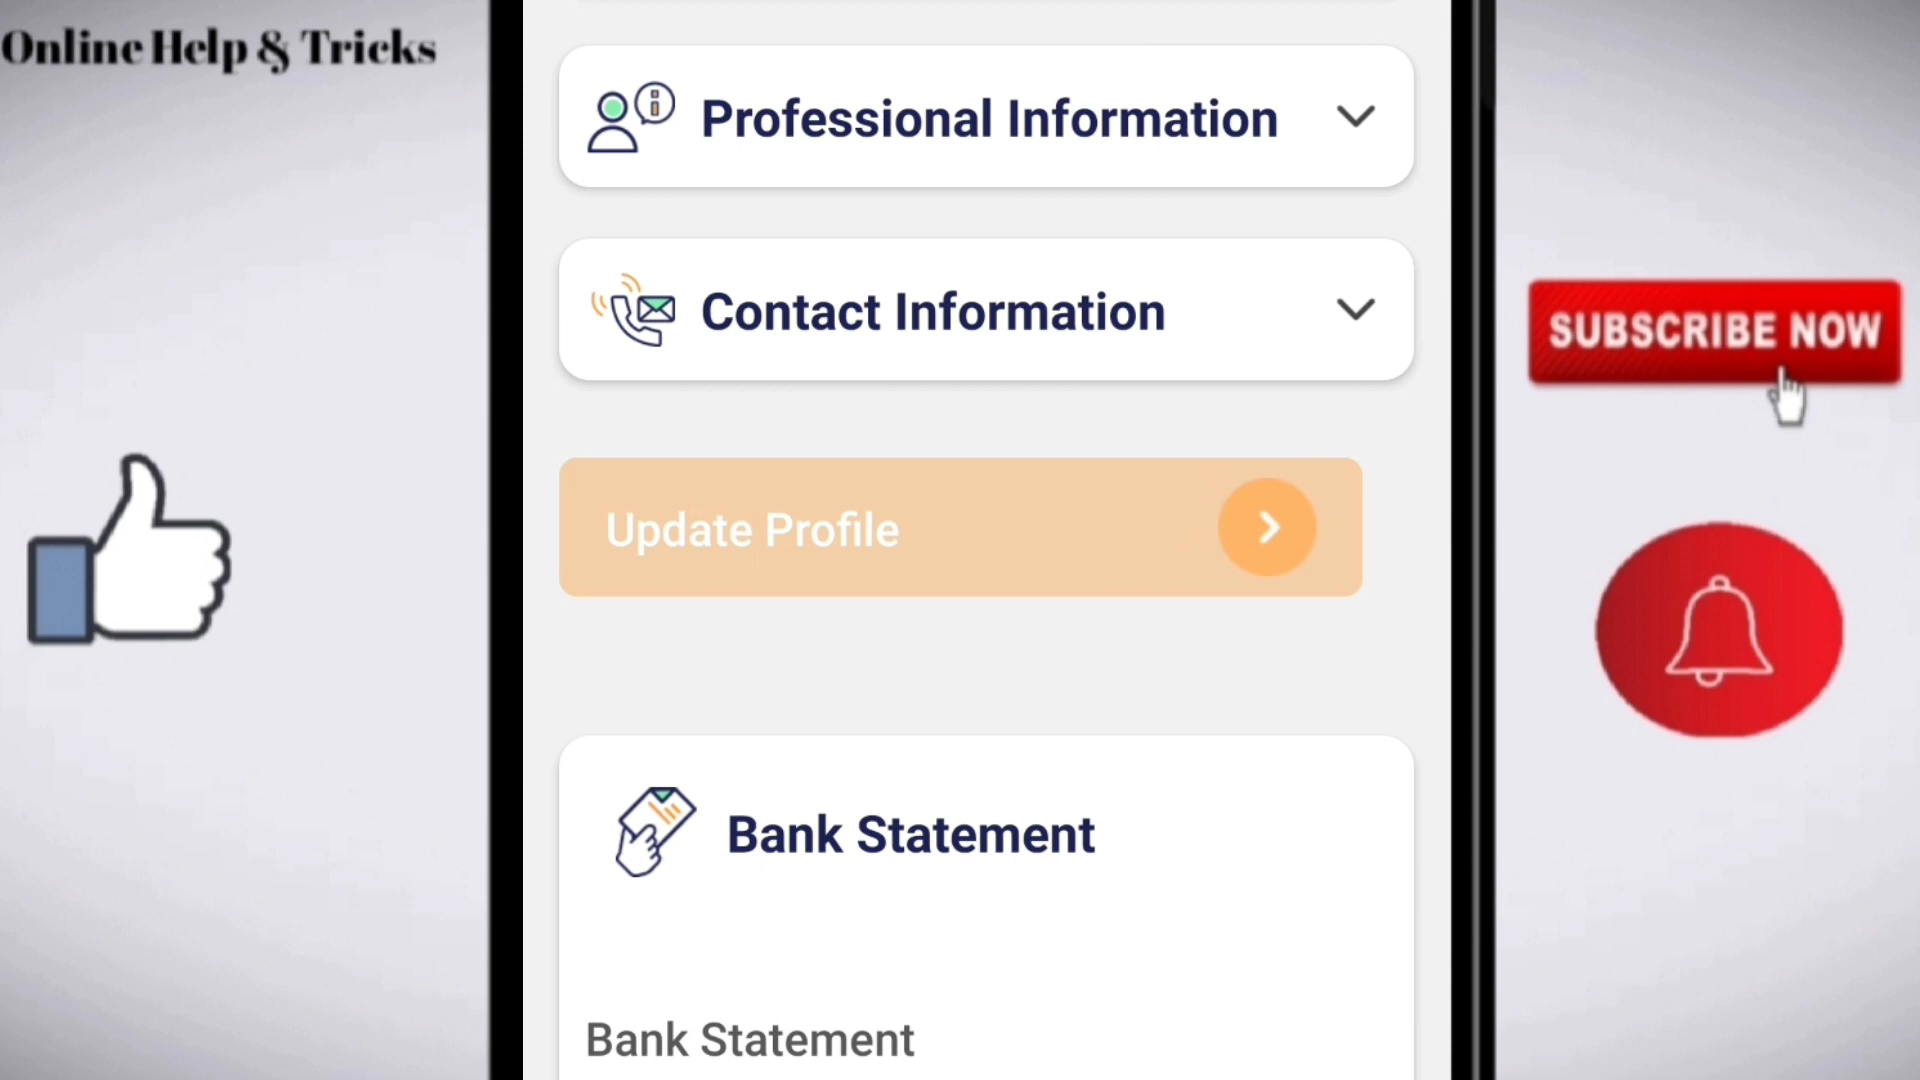 Online Help & Tricks
Professional Information
Contact Information
SUBSCRIBE NOW
Update Profile
Bank Statement
Bank Statement